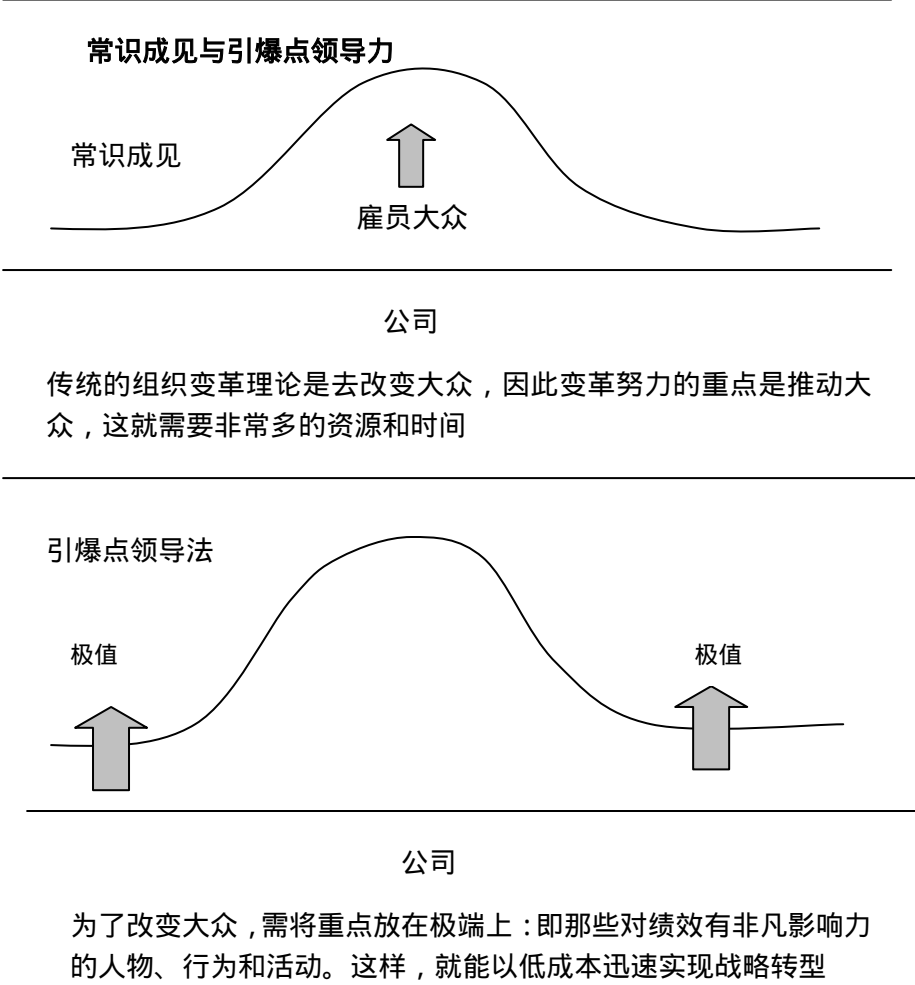 常识成见与引爆点领导力
常识成见
雇员大众
公司
传统的组织变革理论是去改变大众，因此变革努力的重点是推动大
众，这就需要非常多的资源和时间
引爆点领导法
极值
极值
公司
为了改变大众，需将重点放在极端上：即那些对绩效有非凡影响力
的人物、行为和活动。这样，就能以低成本迅速实现战略转型